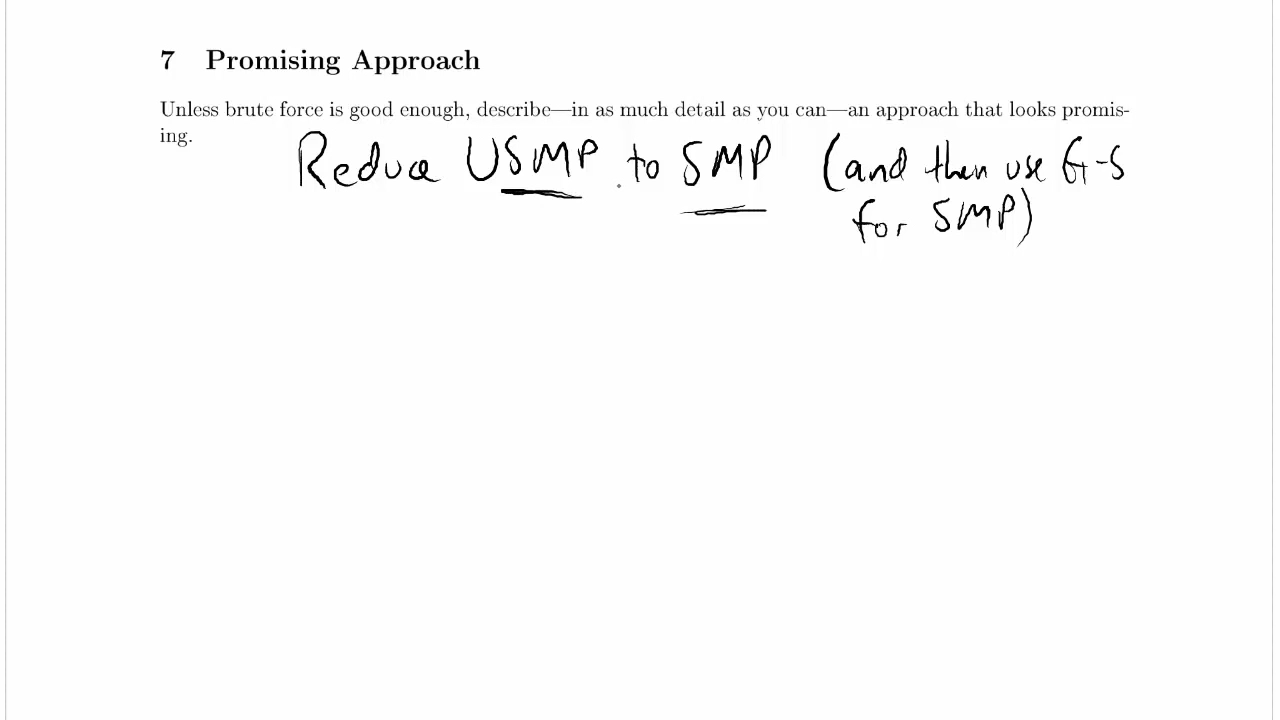 7 Promising Approach
Unless brute force is good enough, describe—in as much detail as you can—an approach that looks promis-
ing.
Reduce USMP to SMP (and then use G-S
for SMP)